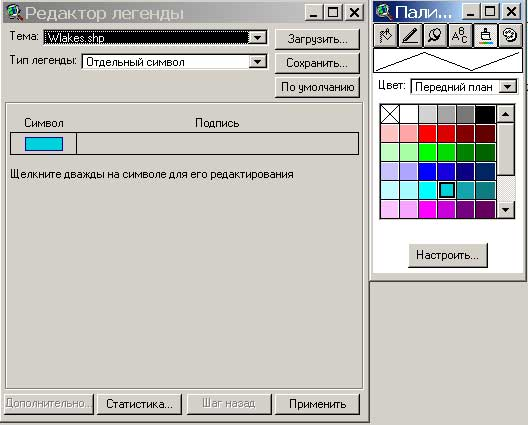 Редактор легенды
Тема: Wlakes.shp
Загрузить...
Тип легенды: Отдельный символ
Сохранить...
По умолчанию
Символ Подпись
Щелкните дважды на символе для его редактирования
Дополнительно... Статистика... Шаг назад Применить
Пали...
Цвет: Передний план
Настроить...